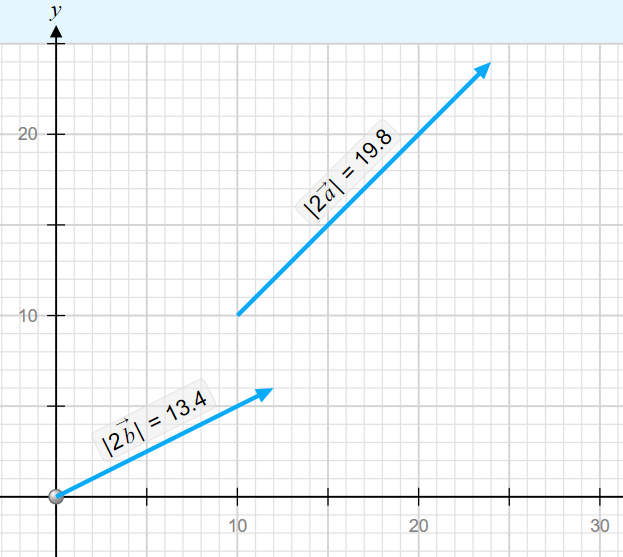 y
20
|2a⃗| = 19.8
10
|2b⃗| = 13.4
10 20 30